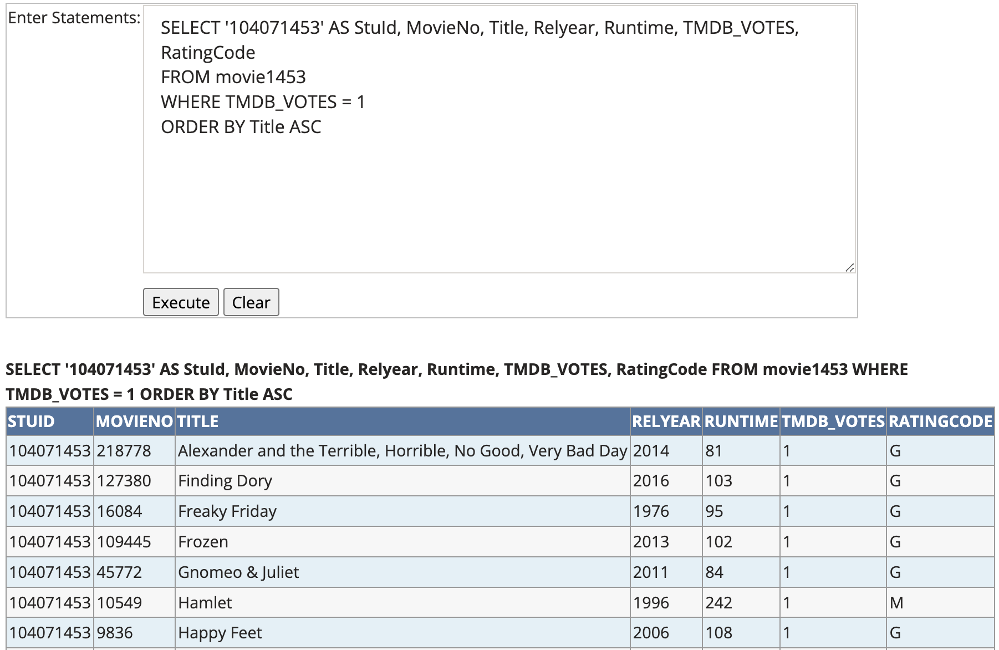 Enter Statements:
SELECT '104071453' AS StuId, MovieNo, Title, Relyear, Runtime, TMDB_VOTES,
RatingCode
FROM movie1453
WHERE TMDB_VOTES = 1
ORDER BY Title ASC
Execute Clear
SELECT '104071453' AS StuId, MovieNo, Title, Relyear, Runtime, TMDB_VOTES, RatingCode FROM movie1453 WHERE
TMDB_VOTES = 1 ORDER BY Title ASC
STUID MOVIENO TITLE RELYEAR RUNTIME TMDB_VOTES RATINGCODE
104071453 218778 Alexander and the Terrible, Horrible, No Good, Very Bad Day 2014 81 1 G
104071453 127380 Finding Dory 2016 103 1 G
104071453 16084 Freaky Friday 1976 95 1 G
104071453 109445 Frozen 2013 102 1 G
104071453 45772 Gnomeo & Juliet 2011 84 1 G
104071453 10549 Hamlet 1996 242 1 M
104071453 9836 Happy Feet 2006 108 1 G